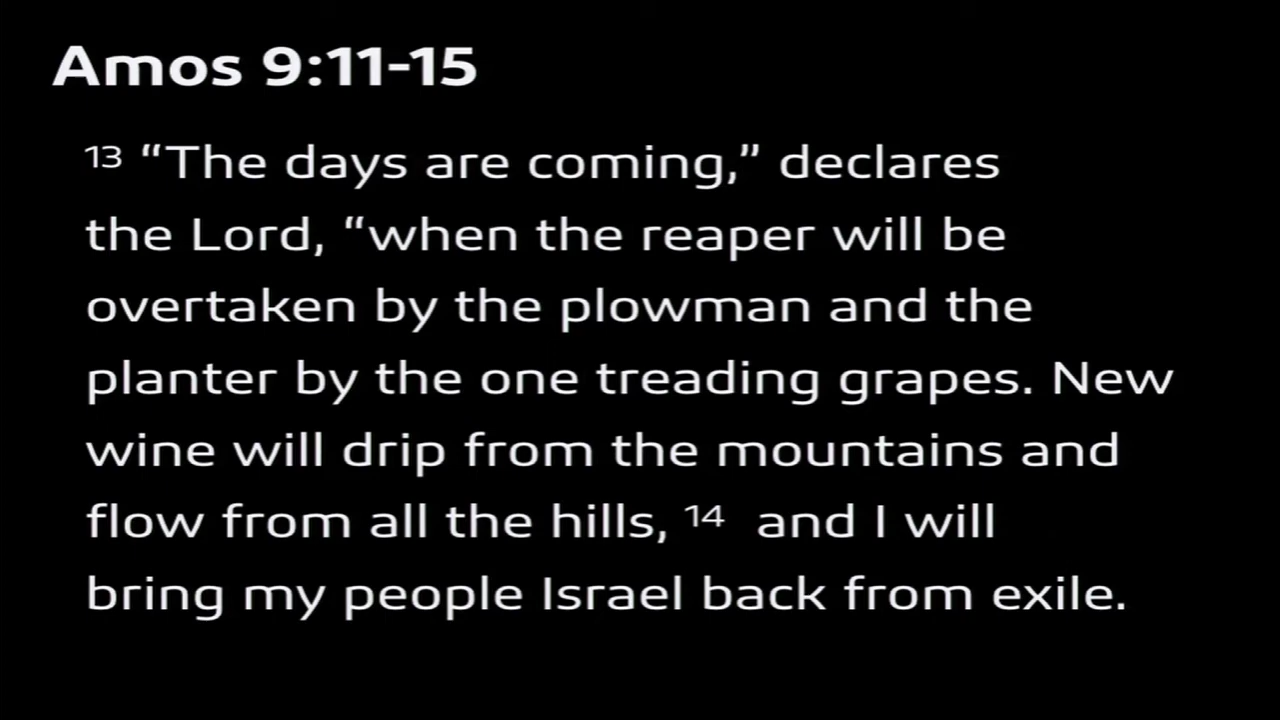 Amos 9:11-15
13 “The days are coming,” declares
the Lord, “when the reaper will be
overtaken by the plowman and the
planter by the one treading grapes. New
wine will drip from the mountains and
flow from all the hills, 14 and I will
bring my people Israel back from exile.